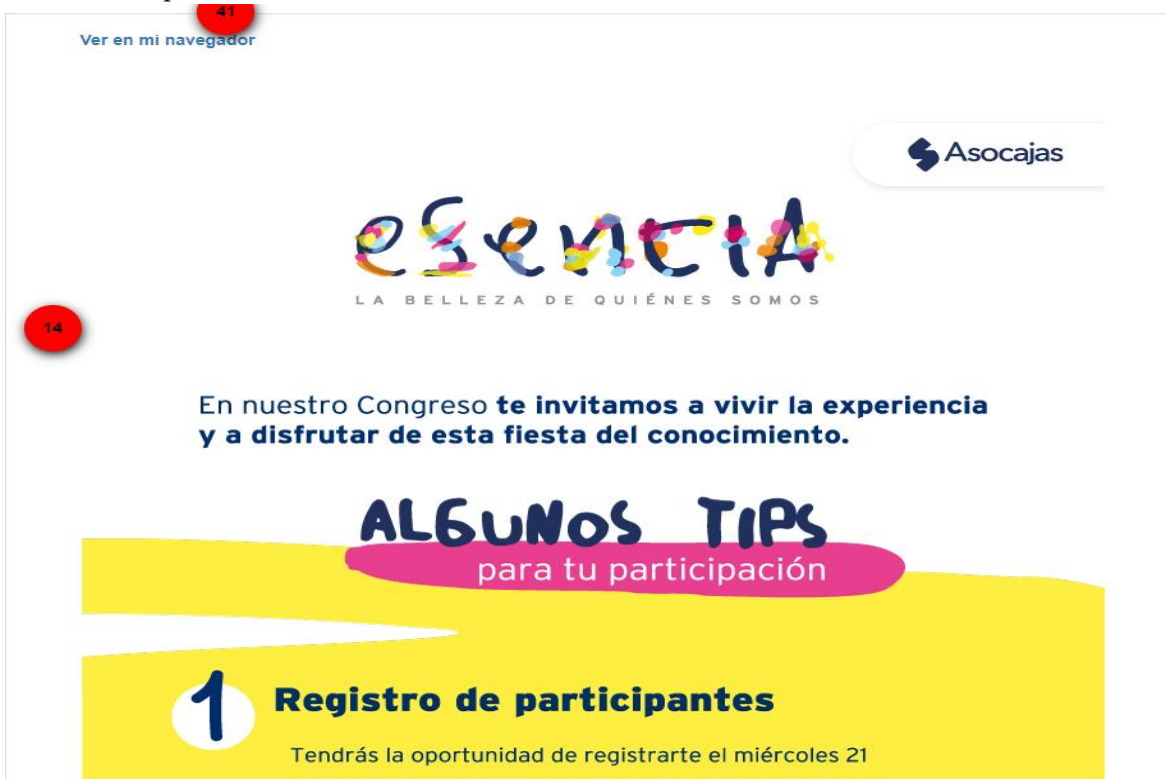 41
Ver en mi navegador
Asocajas
esencia
LA BELLEZA DE QUIÉNES SOMOS
14
En nuestro Congreso te invitamos a vivir la experiencia
y a disfrutar de esta fiesta del conocimiento.
ALGUNOS TIPS
para tu participación
1 Registro de participantes
Tendrás la oportunidad de registrarte el miércoles 21